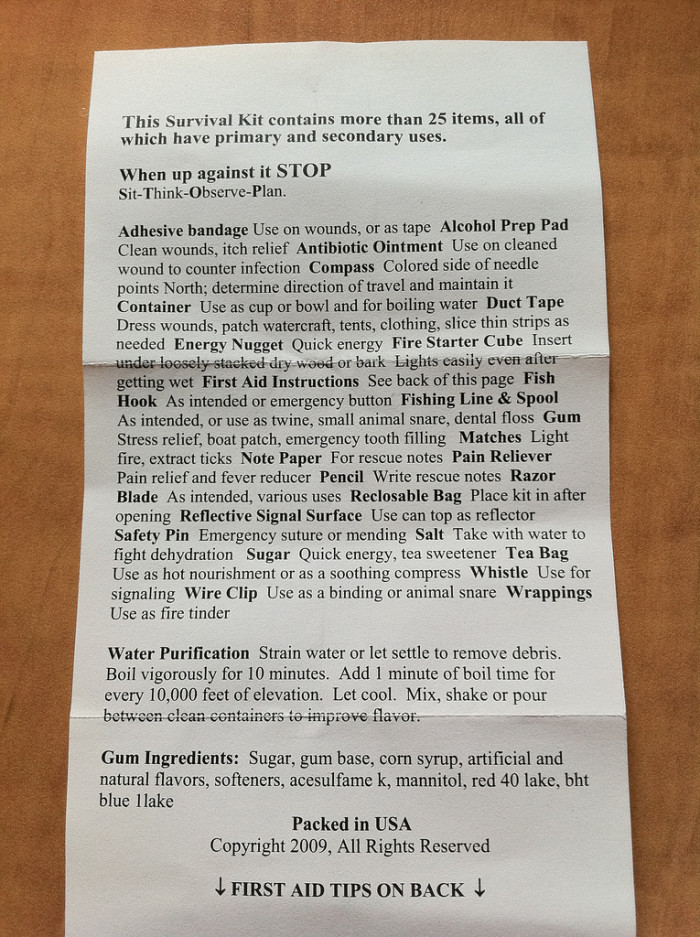 This Survival Kit contains more than 25 items, all of
which have primary and secondary uses.
When up against it STOP
Sit-Think-Observe-Plan.
Adhesive bandage Use on wounds, or as tape Alcohol Prep Pad
Clean wounds, itch relief Antibiotic Ointment Use on cleaned
wound to counter infection Compass Colored side of needle
points North; determine direction of travel and maintain it
Container Use as cup or bowl and for boiling water Duct Tape
Dress wounds, patch watercraft, tents, clothing, slice thin strips as
needed Energy Nugget Quick energy Fire Starter Cube Insert
under loosely stacked dry wood or bark Lights easily even after
getting wet First Aid Instructions See back of this page Fish
Hook As intended or emergency button Fishing Line & Spool
As intended, or use as twine, small animal snare, dental floss Gum
Stress relief, boat patch, emergency tooth filling Matches Light
fire, extract ticks Note Paper For rescue notes Pain Reliever
Pain relief and fever reducer Pencil Write rescue notes Razor
Blade As intended, various uses Reclosable Bag Place kit in after
opening Reflective Signal Surface Use can top as reflector
Safety Pin Emergency suture or mending Salt Take with water to
fight dehydration Sugar Quick energy, tea sweetener Tea Bag
Use as hot nourishment or as a soothing compress Whistle Use for
signaling Wire Clip Use as a binding or animal snare Wrappings
Use as fire tinder
Water Purification Strain water or let settle to remove debris.
Boil vigorously for 10 minutes. Add 1 minute of boil time for
every 10,000 feet of elevation. Let cool. Mix, shake or pour
between clean containers to improve flavor.
Gum Ingredients: Sugar, gum base, corn syrup, artificial and
natural flavors, softeners, acesulfame k, mannitol, red 40 lake, bht
blue 1lake
Packed in USA
Copyright 2009, All Rights Reserved
↓ FIRST AID TIPS ON BACK ↓